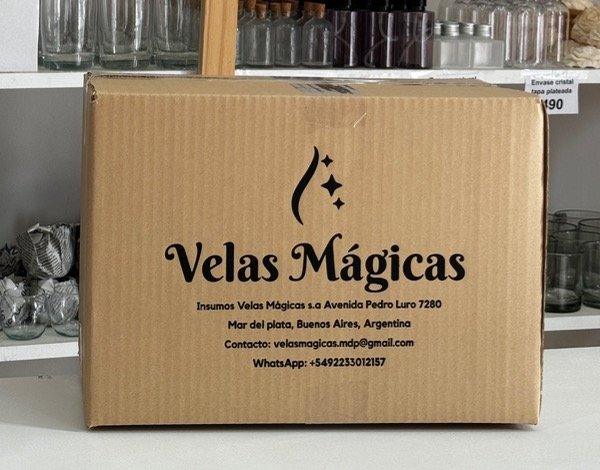 Envase cristal
tapa plateada
490
Velas Mágicas
Insumos Velas Mágicas s.a Avenida Pedro Luro 7280
Mar del plata, Buenos Aires, Argentina
Contacto: velasmagicas.mdp@gmail.com
WhatsApp: +5492233012157